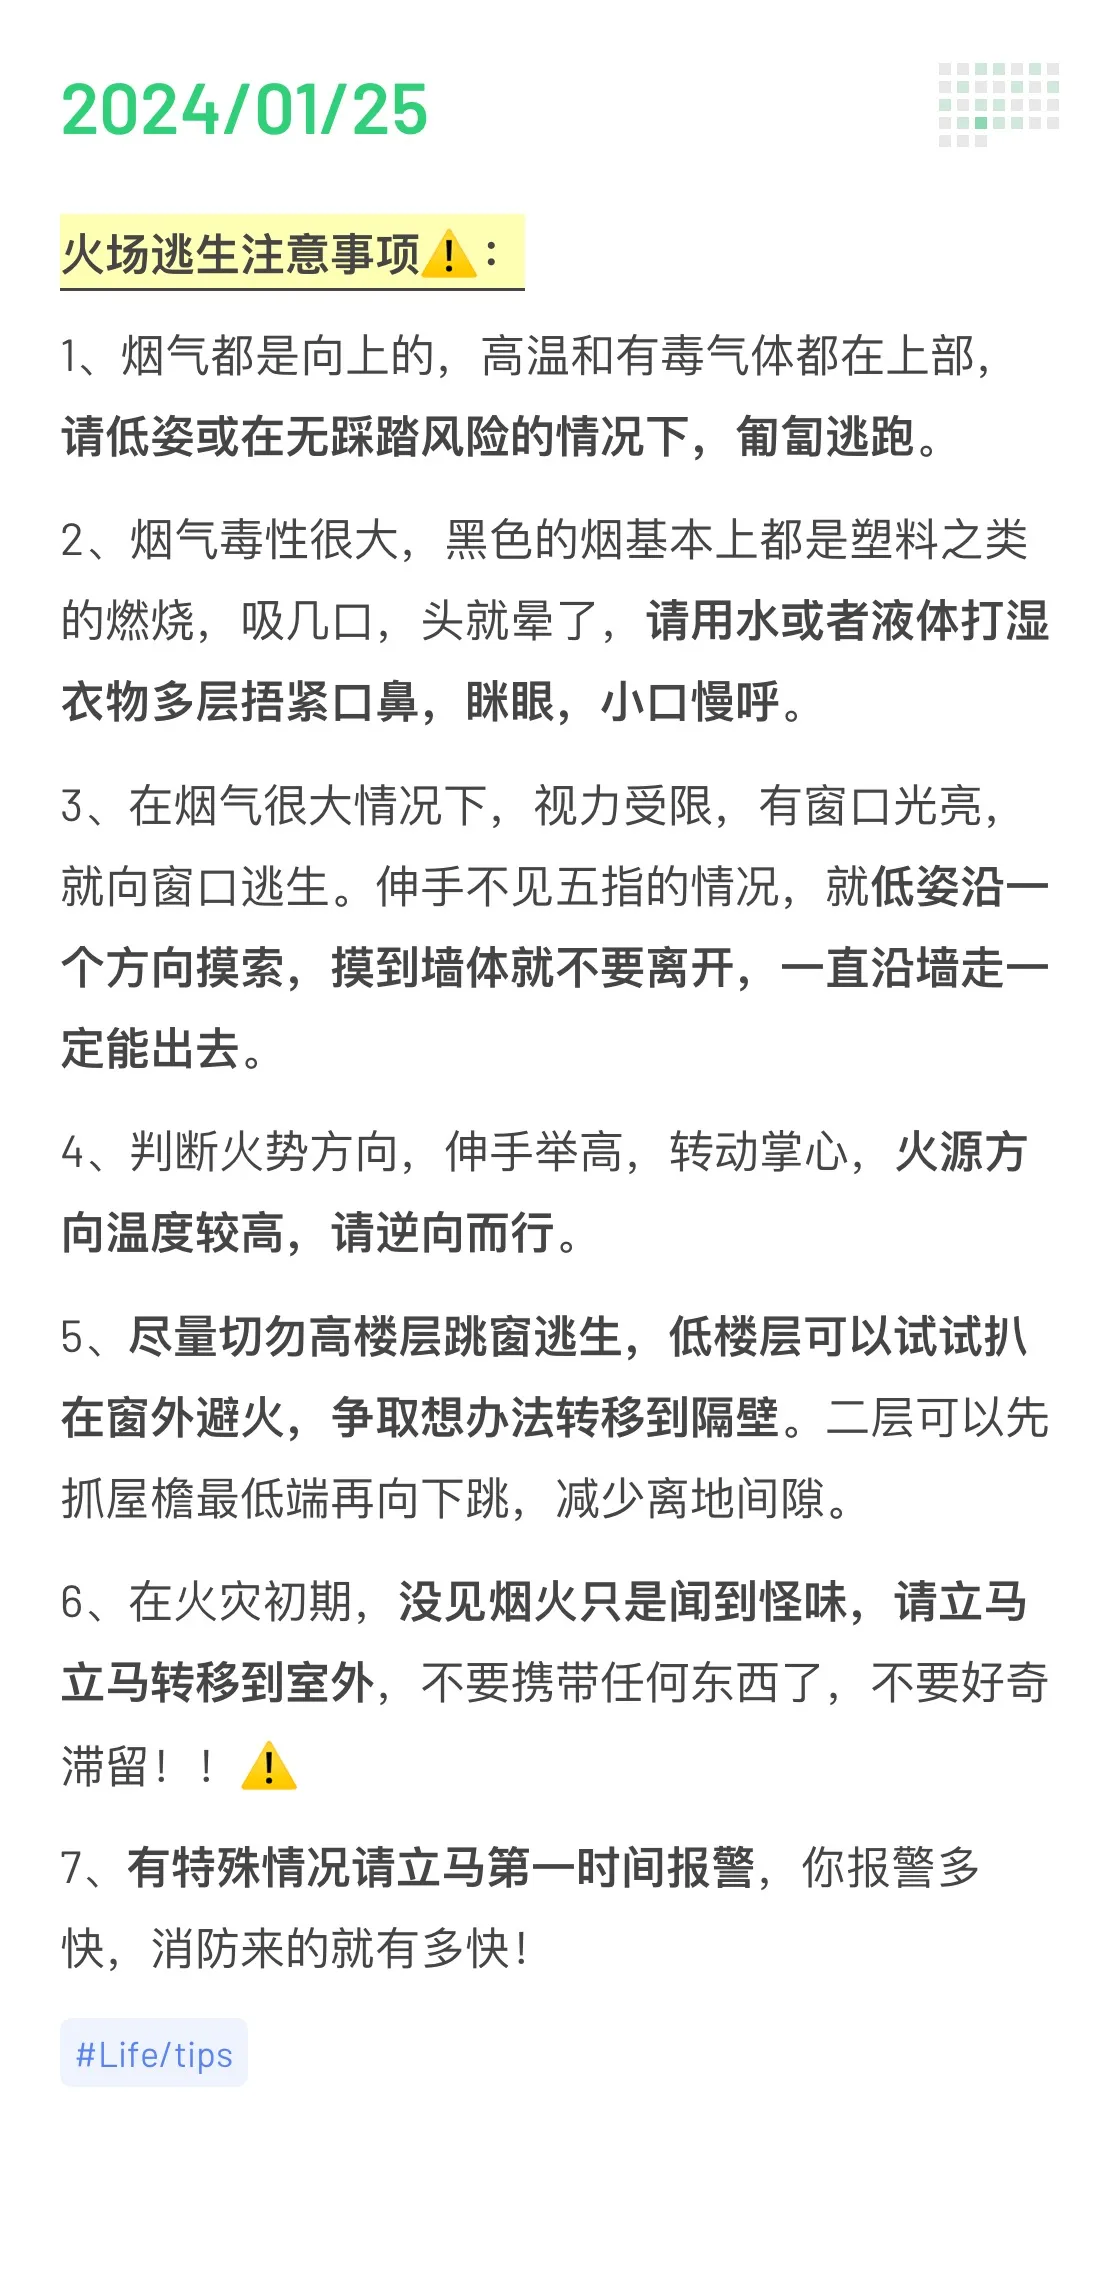 2024/01/25
火场逃生注意事项⚠️：
1、烟气都是向上的，高温和有毒气体都在上部，
请低姿或在无踩踏风险的情况下，匍匐逃跑。
2、烟气毒性很大，黑色的烟基本上都是塑料之类
的燃烧，吸几口，头就晕了，请用水或者液体打湿
衣物多层捂紧口鼻，眯眼，小口慢呼。
3、在烟气很大情况下，视力受限，有窗口光亮，
就向窗口逃生。伸手不见五指的情况，就低姿沿一
个方向摸索，摸到墙体就不要离开，一直沿墙走一
定能出去。
4、判断火势方向，伸手举高，转动掌心，火源方
向温度较高，请逆向而行。
5、尽量切勿高楼层跳窗逃生，低楼层可以试试扒
在窗外避火，争取想办法转移到隔壁。二层可以先
抓屋檐最低端再向下跳，减少离地间隙。
6、在火灾初期，没见烟火只是闻到怪味，请立马
立马转移到室外，不要携带任何东西了，不要好奇
滞留！！⚠️
7、有特殊情况请立马第一时间报警，你报警多
快，消防来的就有多快！
#Life/tips